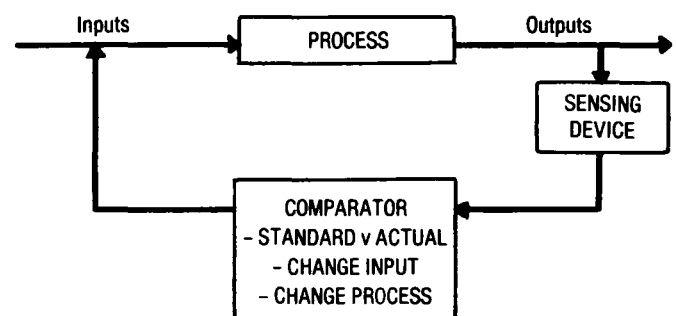 Inputs
PROCESS
Outputs
SENSING
DEVICE
COMPARATOR
– STANDARD v ACTUAL
– CHANGE INPUT
– CHANGE PROCESS